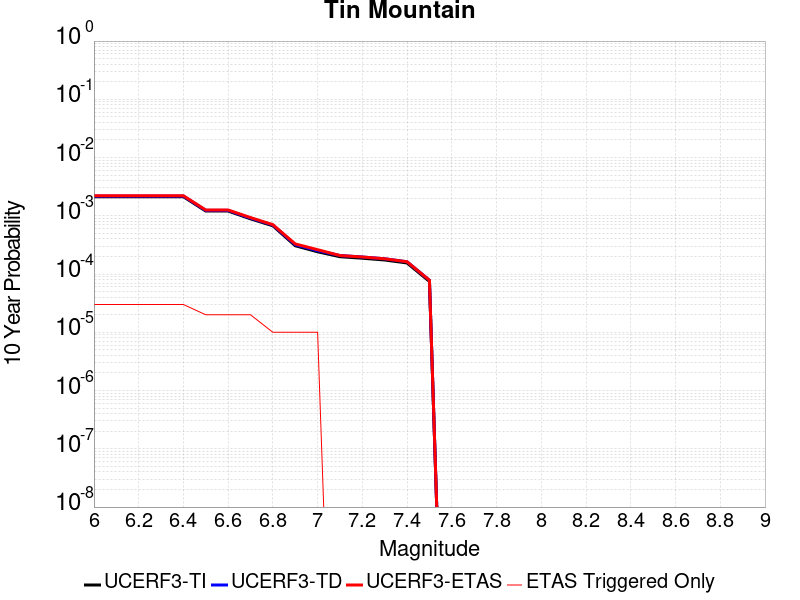 Tin Mountain
10^0
10^-1
10^-2
10^-3
10^-4
10^-5
10^-6
10^-7
10^-8
10 Year Probability
6 6.2 6.4 6.6 6.8 7 7.2 7.4 7.6 7.8 8 8.2 8.4 8.6 8.8 9
Magnitude
UCERF3-TI UCERF3-TD UCERF3-ETAS ETAS Triggered Only